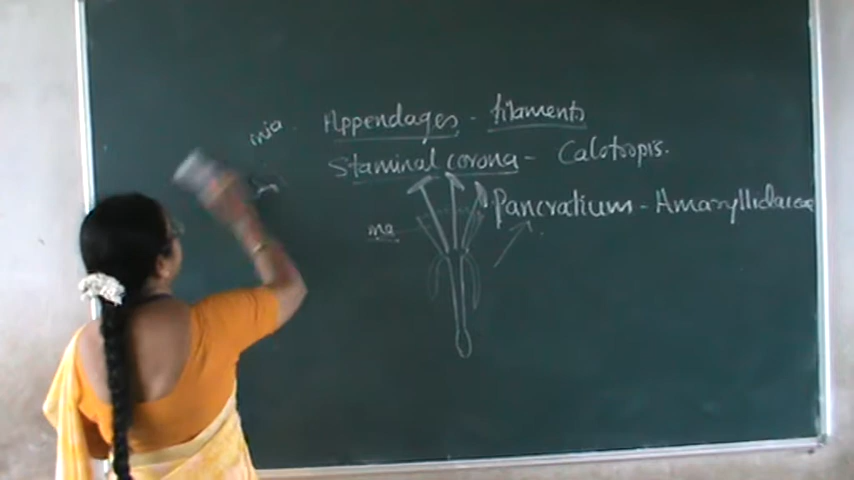 Appendages - filaments
Staminal corona - Calotropis.
Pancratium - Amaryllidaceae